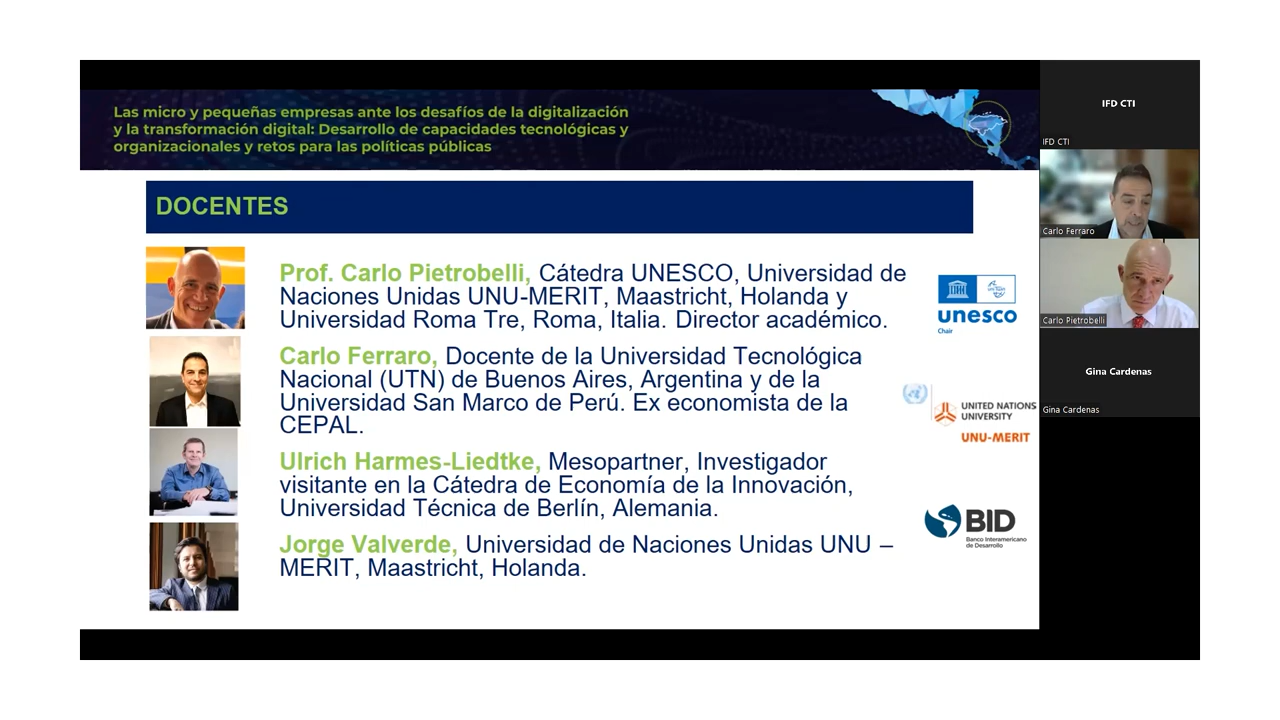 Las micro y pequeñas empresas ante los desafíos de la digitalización
y la transformación digital: Desarrollo de capacidades tecnológicas y
organizacionales y retos para las políticas públicas
DOCENTES
Prof. Carlo Pietrobelli, Cátedra UNESCO, Universidad de
Naciones Unidas UNU-MERIT, Maastricht, Holanda y
Universidad Roma Tre, Roma, Italia. Director académico.
Carlo Ferraro, Docente de la Universidad Tecnológica
Nacional (UTN) de Buenos Aires, Argentina y de la
Universidad San Marco de Perú. Ex economista de la
CEPAL.
Ulrich Harmes-Liedtke, Mesopartner, Investigador
visitante en la Cátedra de Economía de la Innovación,
Universidad Técnica de Berlín, Alemania.
Jorge Valverde, Universidad de Naciones Unidas UNU –
MERIT, Maastricht, Holanda.
unesco
Chair
UNITED NATIONS
UNIVERSITY
UNU-MERIT
BID
Banco Interamericano
de Desarrollo
IFD CTI
IFD CTI
Carlo Ferraro
Carlo Pietrobelli
Gina Cardenas
Gina Cardenas